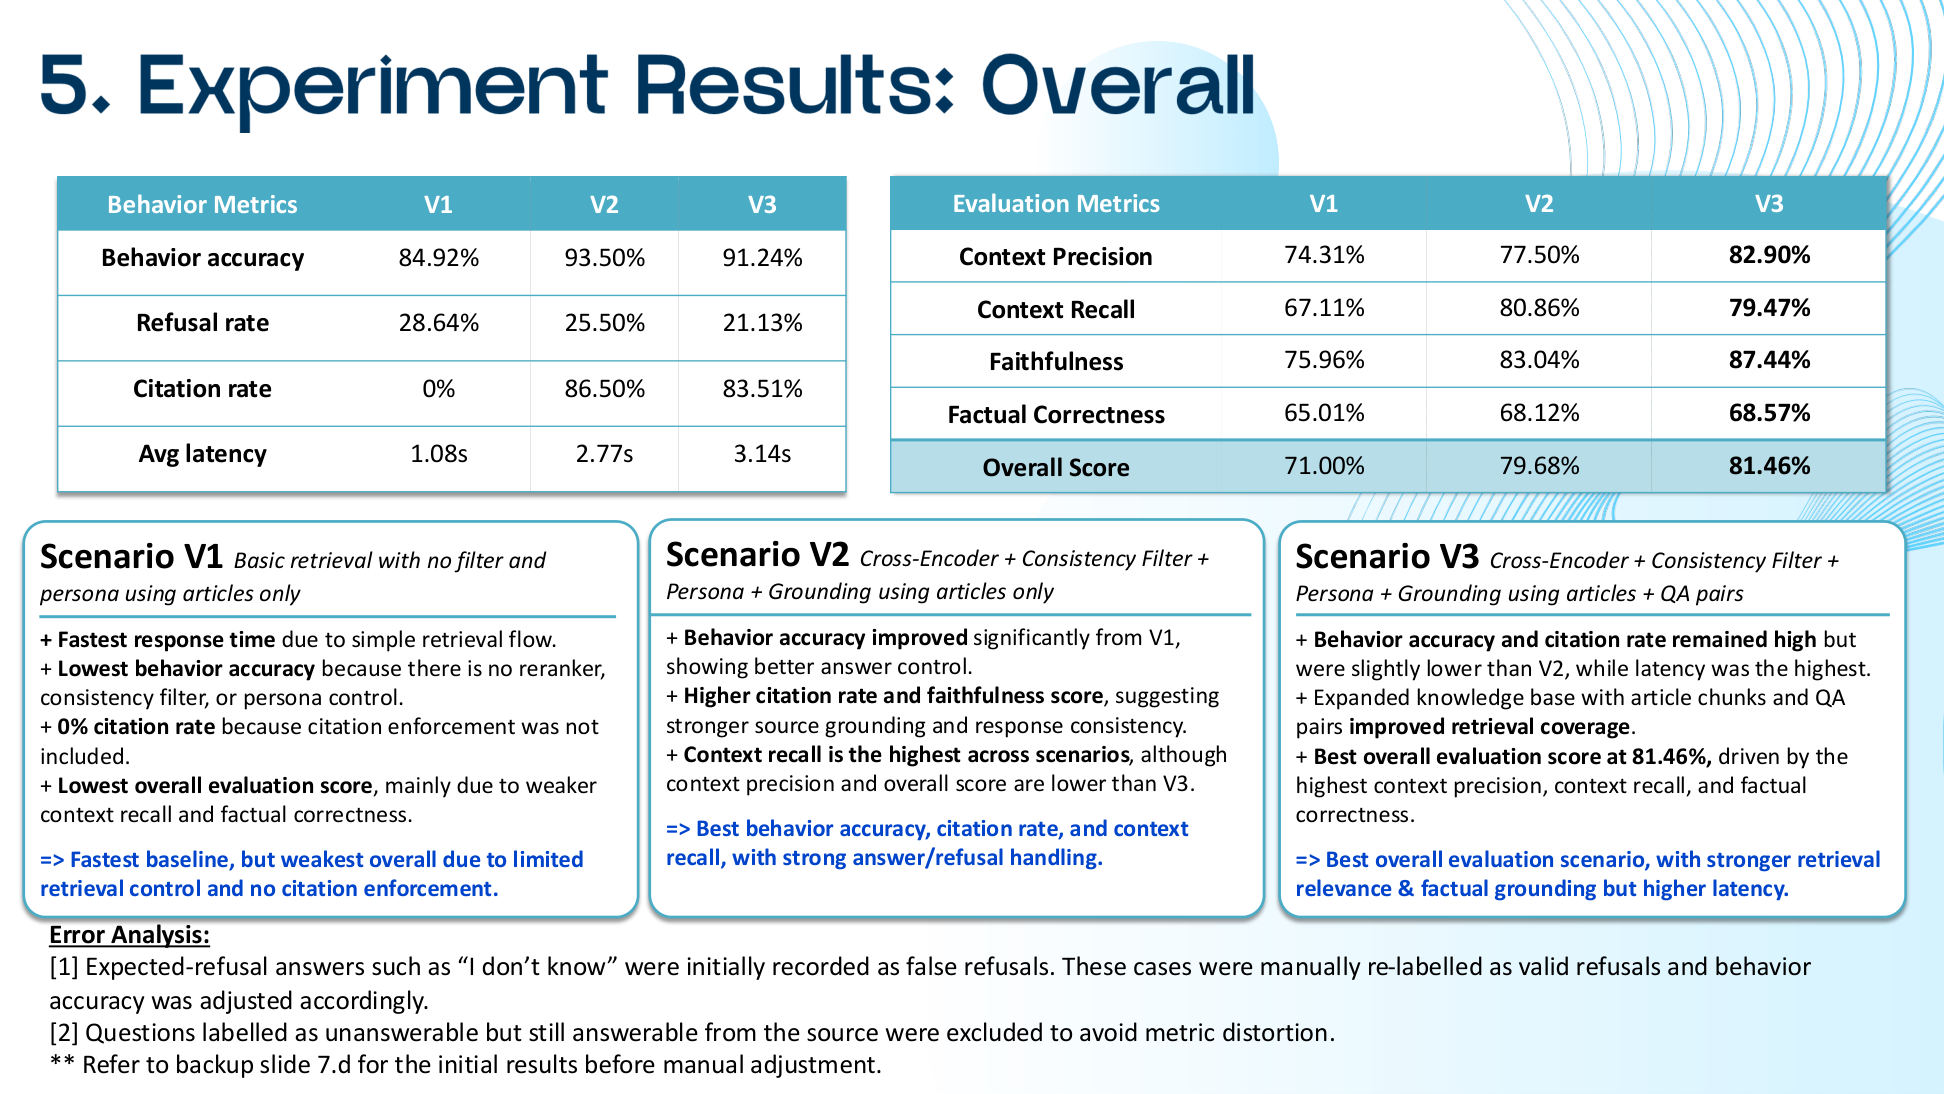 5. Experiment Results: Overall
Behavior Metrics V1 V2 V3
Behavior accuracy 84.92% 93.50% 91.24%
Refusal rate 28.64% 25.50% 21.13%
Citation rate 0% 86.50% 83.51%
Avg latency 1.08s 2.77s 3.14s
Evaluation Metrics V1 V2 V3
Context Precision 74.31% 77.50% 82.90%
Context Recall 67.11% 80.86% 79.47%
Faithfulness 75.96% 83.04% 87.44%
Factual Correctness 65.01% 68.12% 68.57%
Overall Score 71.00% 79.68% 81.46%
Scenario V1 Basic retrieval with no filter and
persona using articles only
+ Fastest response time due to simple retrieval flow.
+ Lowest behavior accuracy because there is no reranker,
consistency filter, or persona control.
+ 0% citation rate because citation enforcement was not
included.
+ Lowest overall evaluation score, mainly due to weaker
context recall and factual correctness.
=> Fastest baseline, but weakest overall due to limited
retrieval control and no citation enforcement.
Scenario V2 Cross-Encoder + Consistency Filter +
Persona + Grounding using articles only
+ Behavior accuracy improved significantly from V1,
showing better answer control.
+ Higher citation rate and faithfulness score, suggesting
stronger source grounding and response consistency.
+ Context recall is the highest across scenarios, although
context precision and overall score are lower than V3.
=> Best behavior accuracy, citation rate, and context
recall, with strong answer/refusal handling.
Scenario V3 Cross-Encoder + Consistency Filter +
Persona + Grounding using articles + QA pairs
+ Behavior accuracy and citation rate remained high but
were slightly lower than V2, while latency was the highest.
+ Expanded knowledge base with article chunks and QA
pairs improved retrieval coverage.
+ Best overall evaluation score at 81.46%, driven by the
highest context precision, context recall, and factual
correctness.
=> Best overall evaluation scenario, with stronger retrieval
relevance & factual grounding but higher latency.
Error Analysis:
[1] Expected-refusal answers such as “I don’t know” were initially recorded as false refusals. These cases were manually re-labelled as valid refusals and behavior
accuracy was adjusted accordingly.
[2] Questions labelled as unanswerable but still answerable from the source were excluded to avoid metric distortion.
** Refer to backup slide 7.d for the initial results before manual adjustment.